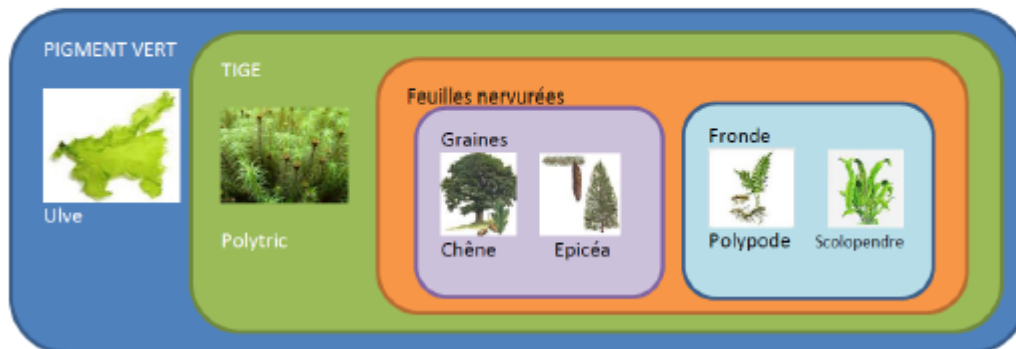 PIGMENT VERT
Ulve
TIGE
Polytric
Feuilles nervurées
Graines
Chêne
Epicéa
Fronde
Polypode
Scolopendre